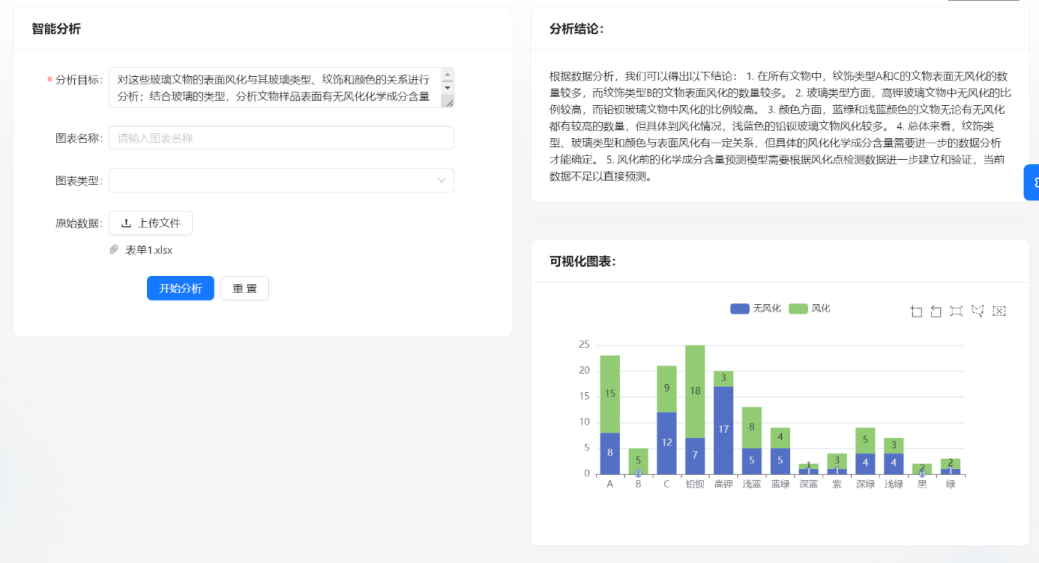 智能分析
* 分析目标:
对这些玻璃文物的表面风化与其玻璃类型、纹饰和颜色的关系进行
分析；结合玻璃的类型，分析文物样品表面有无风化化学成分含量
图表名称:
请输入图表名称
图表类型:
原始数据:
上传文件
表单1.xlsx
开始分析
重 置
分析结论:
根据数据分析，我们可以得出以下结论： 1. 在所有文物中，纹饰类型A和C的文物表面无风化的数
量较多，而纹饰类型B的文物表面风化的数量较多。 2. 玻璃类型方面，高钾玻璃文物中无风化的比
例较高，而铅钡玻璃文物中风化的比例较高。 3. 颜色方面，蓝绿和浅蓝颜色的文物无论有无风化
都有较高的数量，但具体到风化情况，浅蓝色的铅钡玻璃文物风化较多。 4. 总体来看，纹饰类
型、玻璃类型和颜色与表面风化有一定关系，但具体的风化化学成分含量需要进一步的数据分析
才能确定。 5. 风化前的化学成分含量预测模型需要根据风化点检测数据进一步建立和验证，当前
数据不足以直接预测。
可视化图表:
无风化 风化
25
20
15
10
5
0
15 5 9 18 3 8 4 1 3 5 3 2 2
8 0 12 7 17 5 5 1 1 4 4 0 1
A B C 铅钡 高钾 浅蓝 蓝绿 深蓝 紫 深绿 浅绿 黑 绿